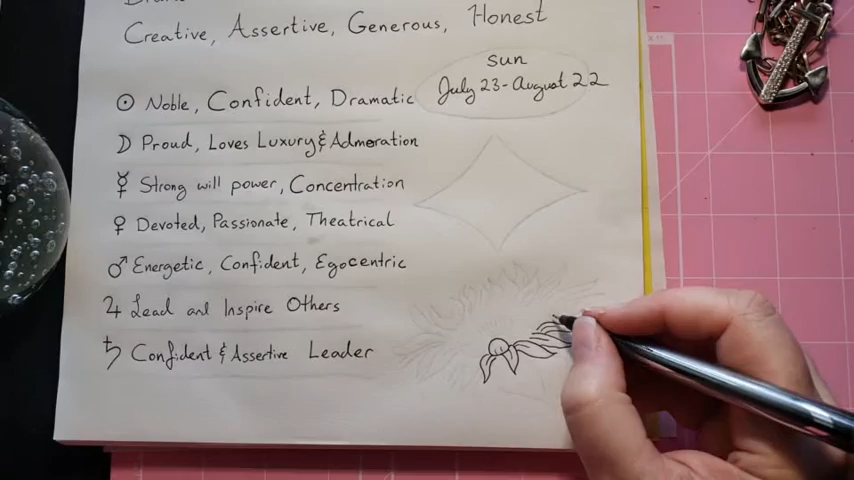 Creative, Assertive, Generous, Honest
sun
July 23-August 22
☉ Noble, Confident, Dramatic
☽ Proud, Loves Luxury & Admoration
☿ Strong will power, Concentration
♀ Devoted, Passionate, Theatrical
♂ Energetic, Confident, Egocentric
♃ Lead and Inspire Others
♄ Confident & Assertive Leader